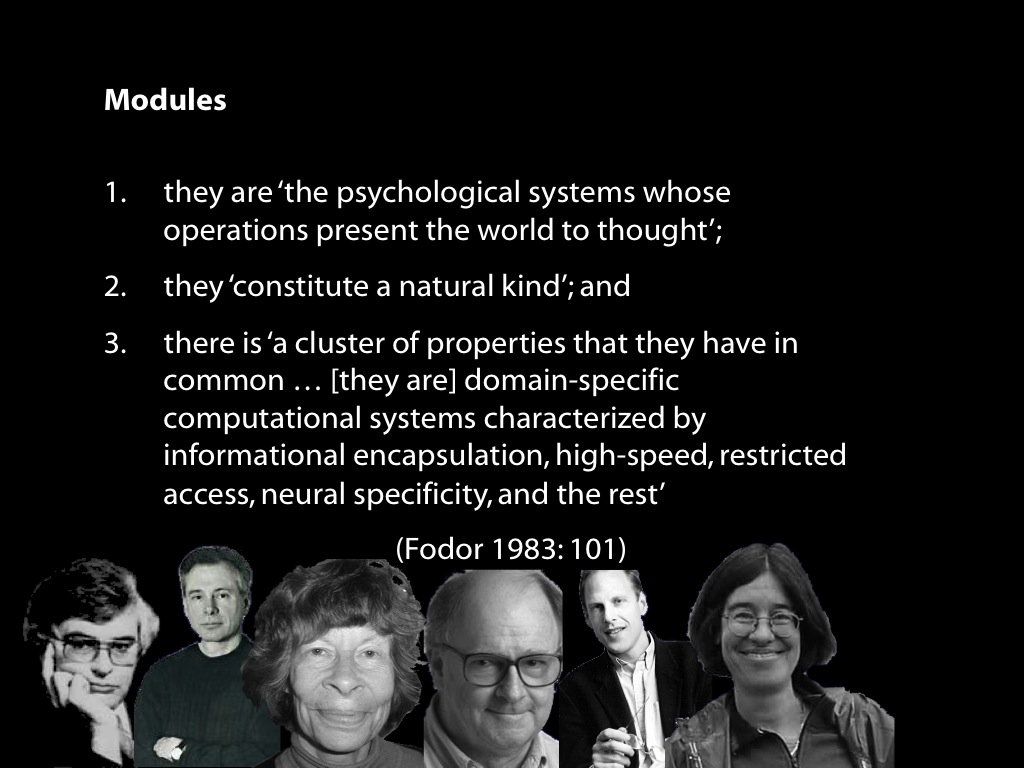 Modules
1. they are ‘the psychological systems whose
operations present the world to thought’;
2. they ‘constitute a natural kind’; and
3. there is ‘a cluster of properties that they have in
common … [they are] domain-specific
computational systems characterized by
informational encapsulation, high-speed, restricted
access, neural specificity, and the rest’
(Fodor 1983: 101)